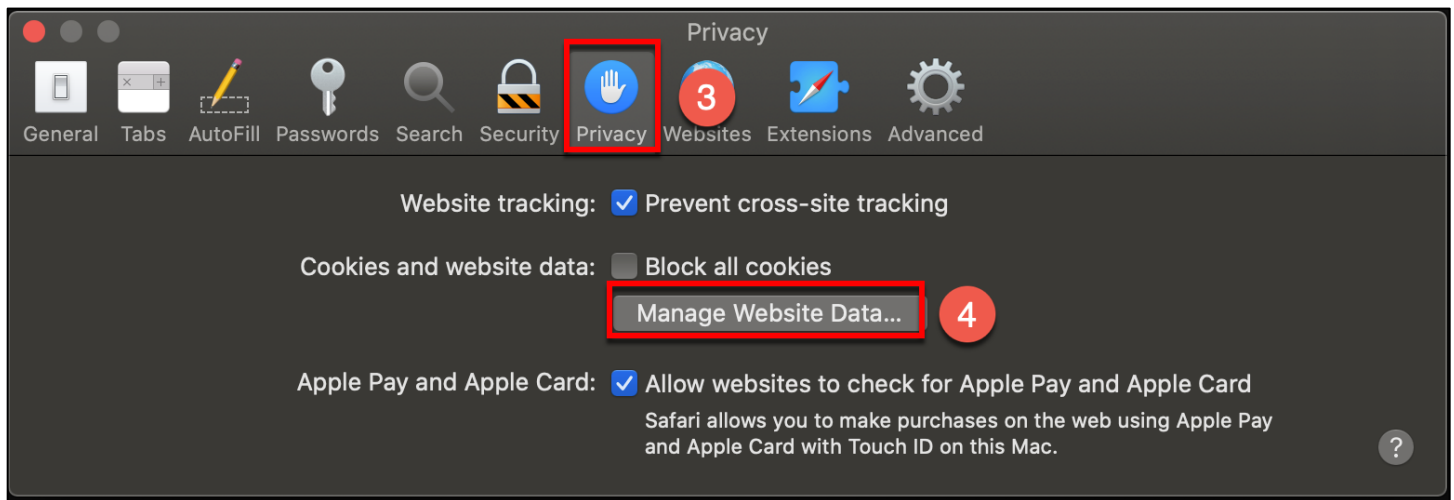 Privacy
General Tabs AutoFill Passwords Search Security Privacy 3 Websites Extensions Advanced
Website tracking: Prevent cross-site tracking
Cookies and website data: Block all cookies
Manage Website Data... 4
Apple Pay and Apple Card: Allow websites to check for Apple Pay and Apple Card
Safari allows you to make purchases on the web using Apple Pay
and Apple Card with Touch ID on this Mac.
?